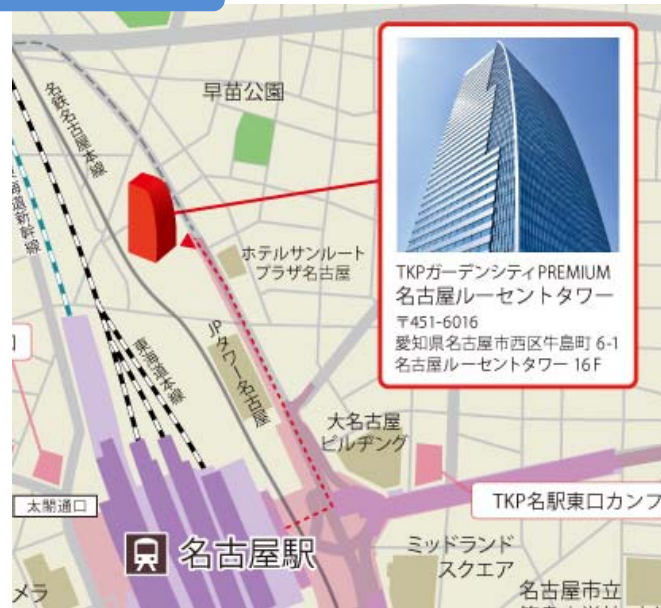 早苗公園
名鉄名古屋本線
海道新幹線
ホテルサンルート
プラザ名古屋
TKPガーデンシティPREMIUM
名古屋ルーセントタワー
〒451-6016
愛知県名古屋市西区牛島町 6-1
名古屋ルーセントタワー 16F
JPタワー名古屋
東海道本線
大名古屋
ビルヂング
太閤通口
TKP名駅東口カンフ
名古屋駅
ミッドランド
スクエア
メラ
名古屋市立